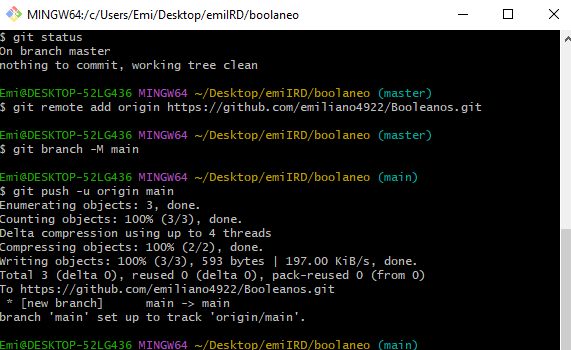 MINGW64:/c/Users/Emi/Desktop/emiIRD/boolaneo
$ git status
On branch master
nothing to commit, working tree clean
Emi@DESKTOP-52LG436 MINGW64 ~/Desktop/emiIRD/boolaneo (master)
$ git remote add origin https://github.com/emiliano4922/Booleanos.git
Emi@DESKTOP-52LG436 MINGW64 ~/Desktop/emiIRD/boolaneo (master)
$ git branch -M main
Emi@DESKTOP-52LG436 MINGW64 ~/Desktop/emiIRD/boolaneo (main)
$ git push -u origin main
Enumerating objects: 3, done.
Counting objects: 100% (3/3), done.
Delta compression using up to 4 threads
Compressing objects: 100% (2/2), done.
Writing objects: 100% (3/3), 593 bytes | 197.00 KiB/s, done.
Total 3 (delta 0), reused 0 (delta 0), pack-reused 0 (from 0)
To https://github.com/emiliano4922/Booleanos.git
 * [new branch]      main -> main
branch 'main' set up to track 'origin/main'.
Emi@DESKTOP-52LG436 MINGW64 ~/Desktop/emiIRD/boolaneo (main)